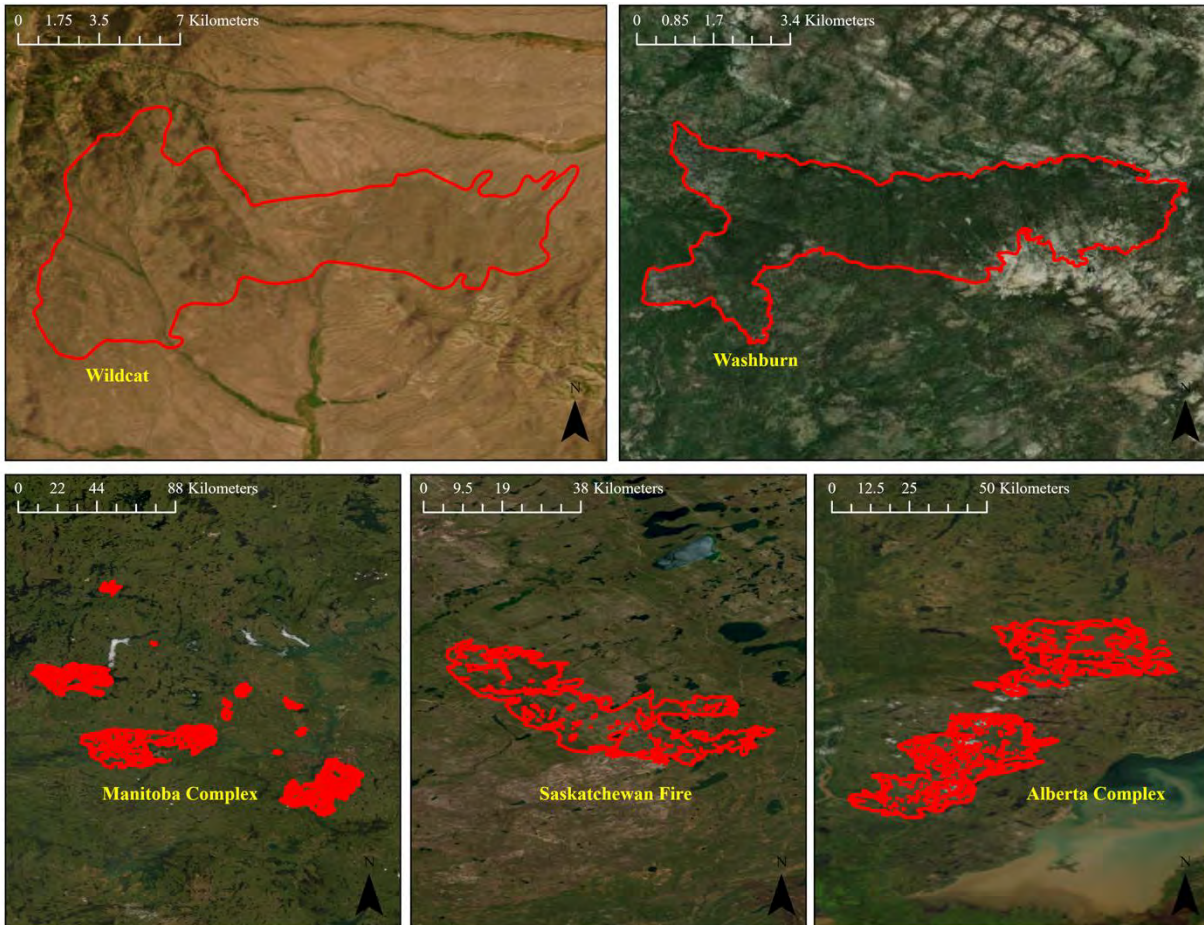 0 1.75 3.5 7 Kilometers
Wildcat
N
0 0.85 1.7 3.4 Kilometers
Washburn
N
0 22 44 88 Kilometers
Manitoba Complex
N
0 9.5 19 38 Kilometers
Saskatchewan Fire
N
0 12.5 25 50 Kilometers
Alberta Complex
N